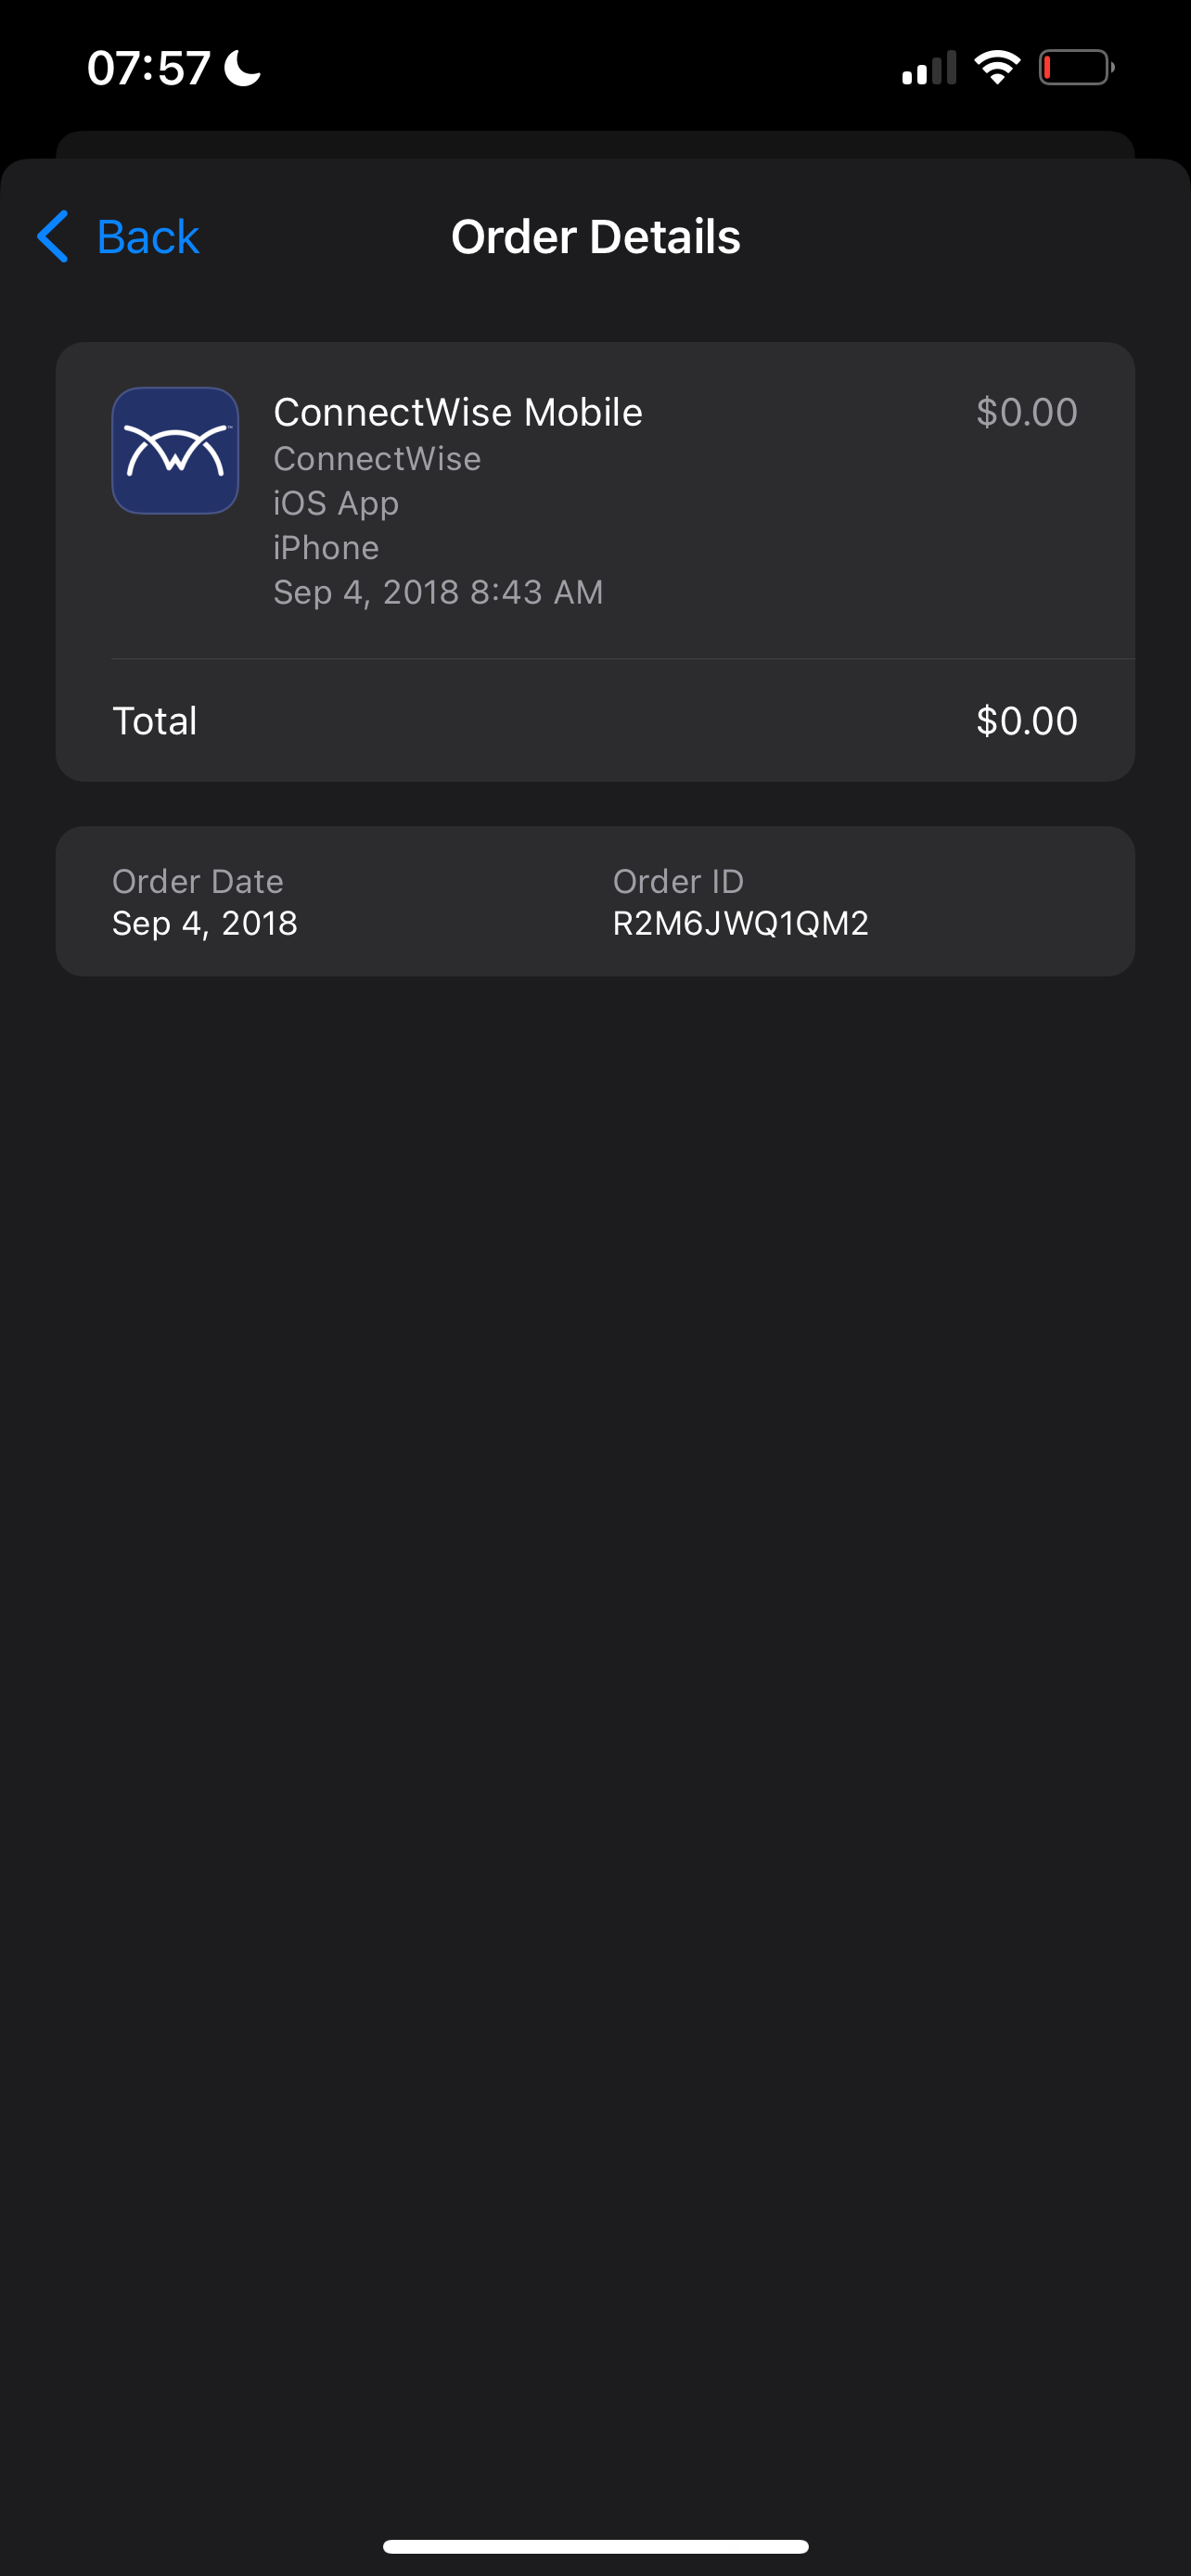 07:57
Back
Order Details
ConnectWise Mobile
$0.00
ConnectWise
iOS App
iPhone
Sep 4, 2018 8:43 AM
Total
$0.00
Order Date
Order ID
Sep 4, 2018
R2M6JWQ1QM2